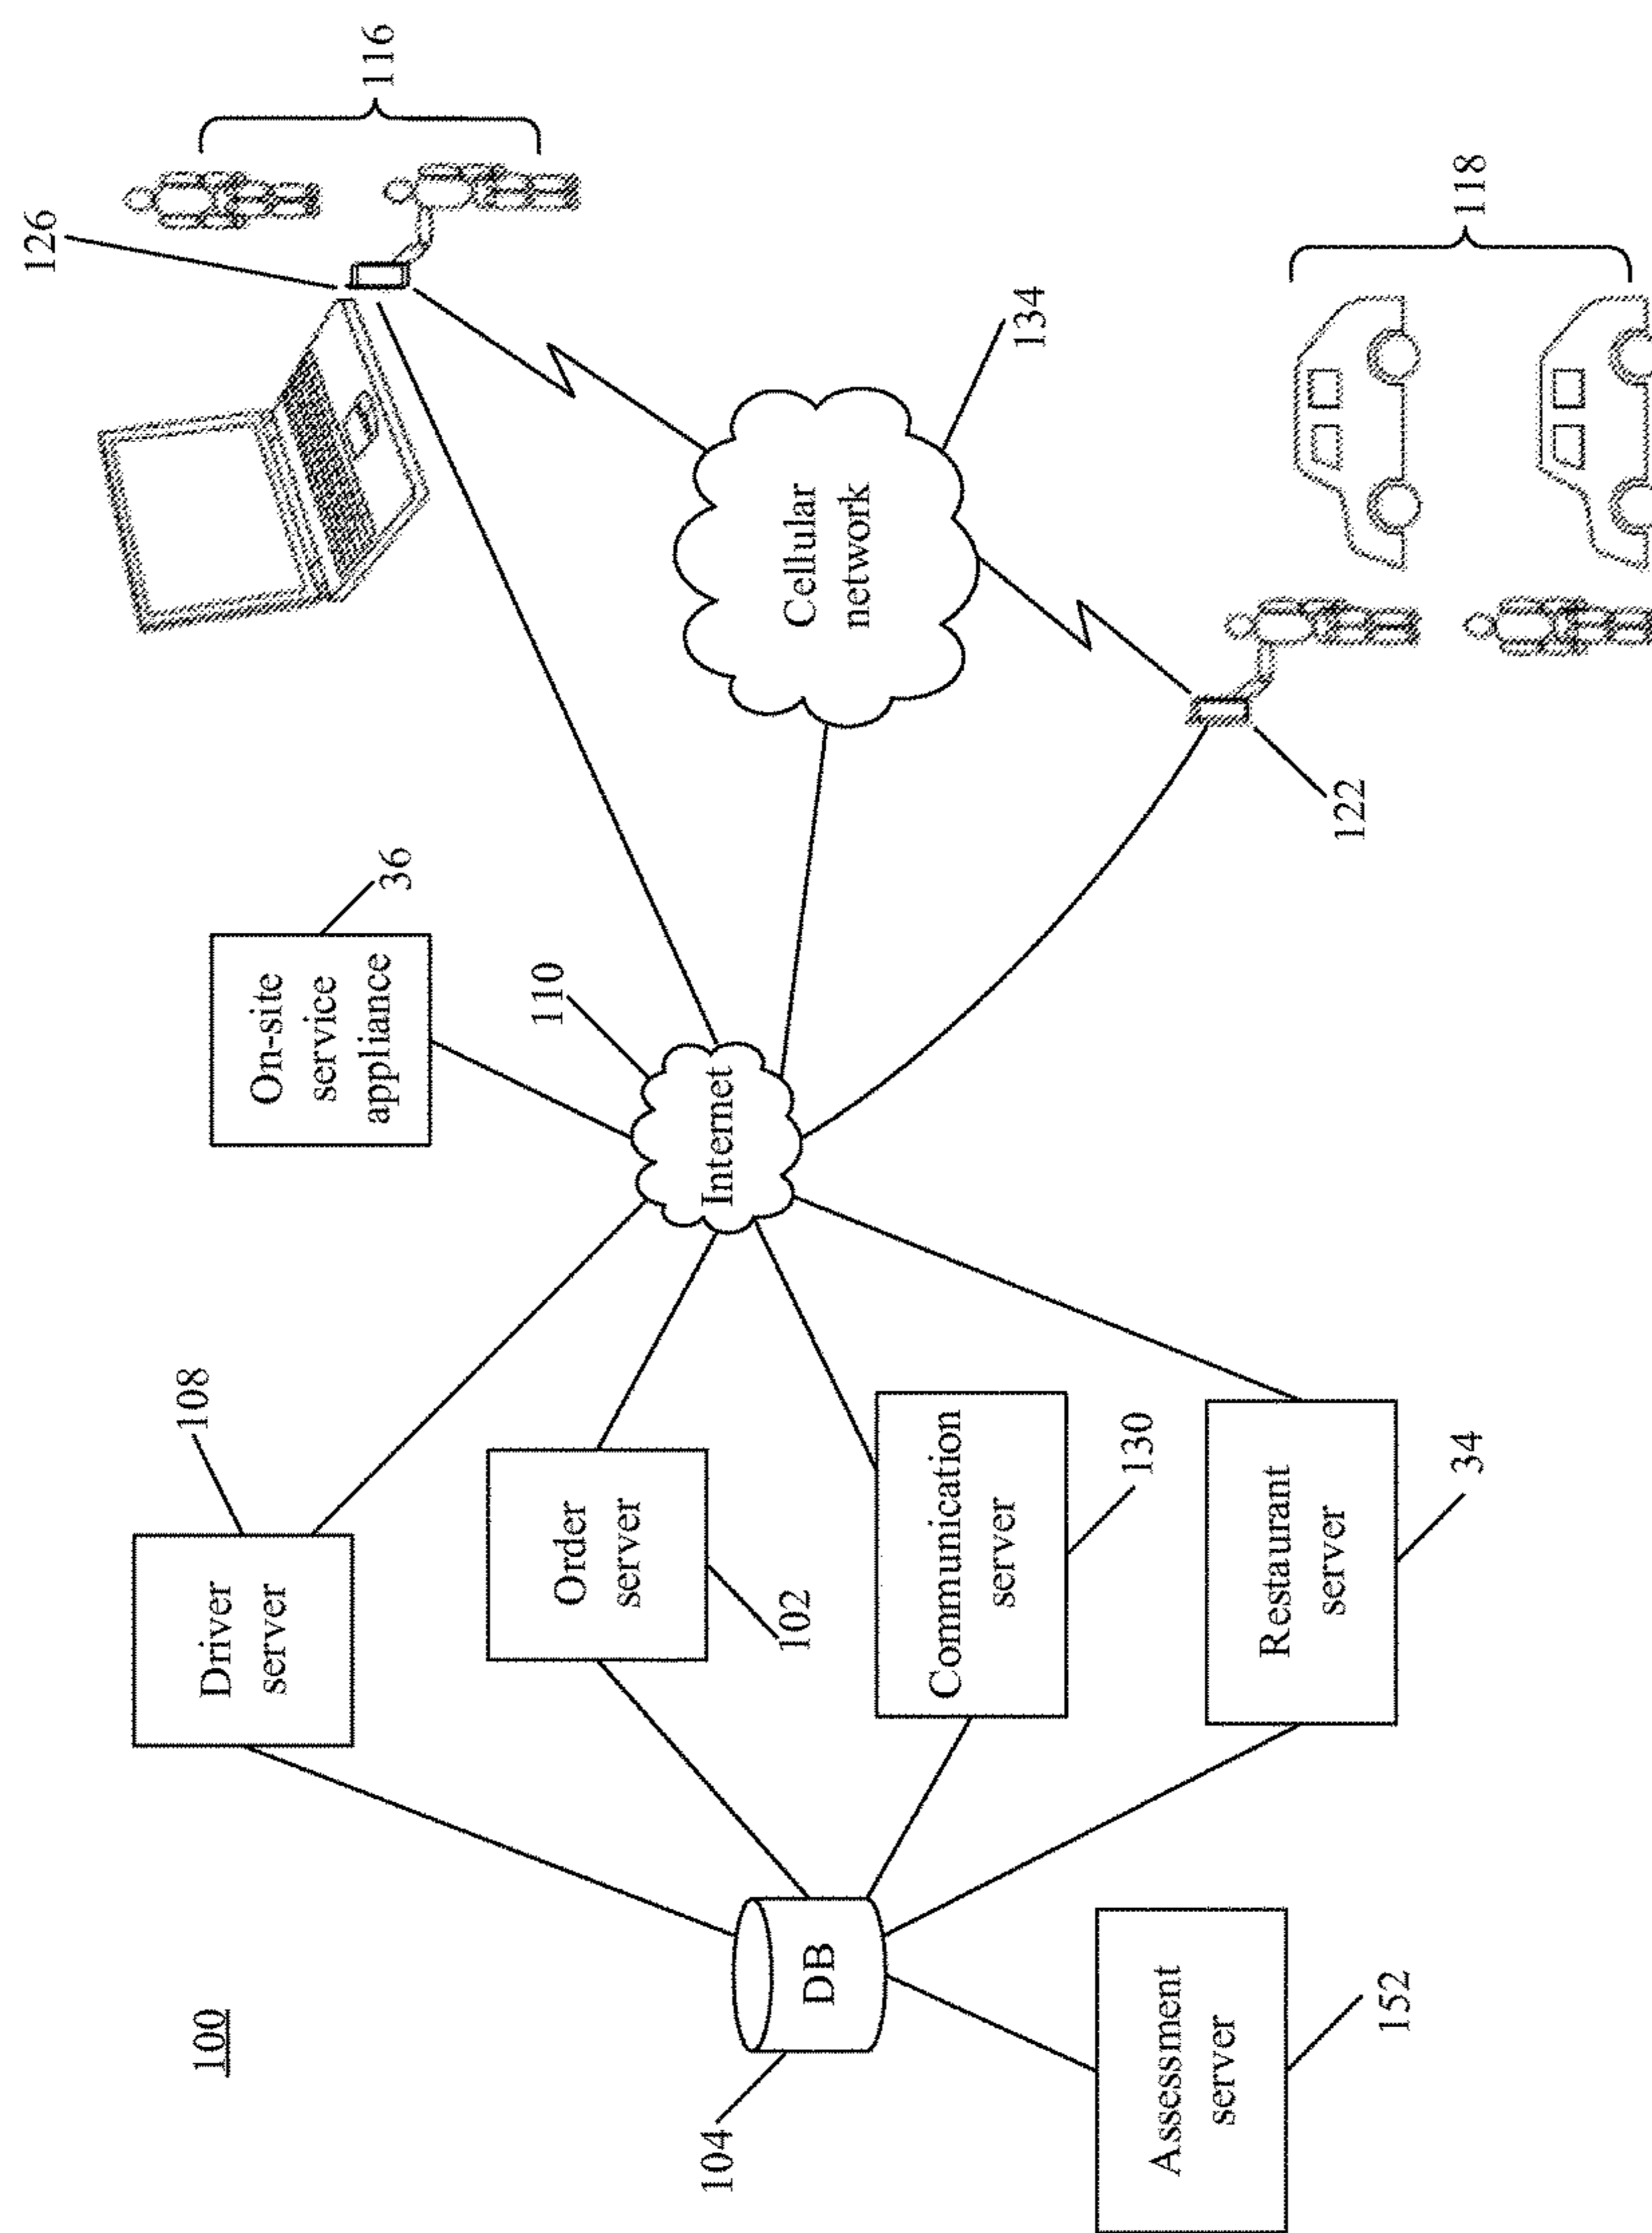 100
104
DB
Assessment
server
152
Driver
server
108
Order
server
102
Communication
server
130
Restaurant
server
34
Internet
110
On-site
service
appliance
36
Cellular
network
134
126
116
122
118